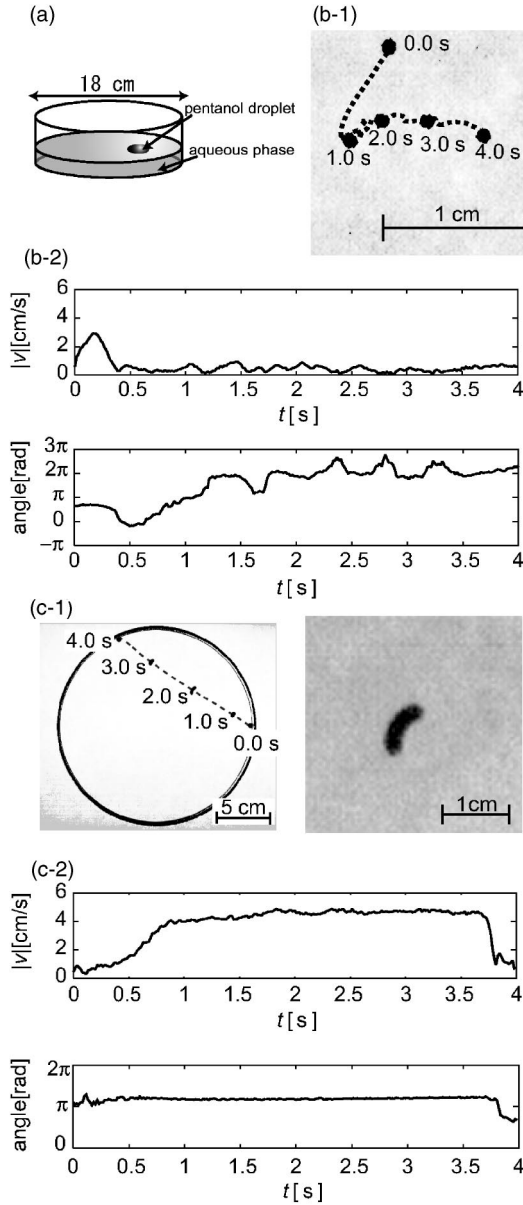 (a)
18 cm
pentanol droplet
aqueous phase
(b-1)
0.0 s
1.0 s
2.0 s
3.0 s
4.0 s
1 cm
(b-2)
|v|[cm/s]
6
4
2
0
0 0.5 1 1.5 2 2.5 3 3.5 4
t[s]
angle[rad]
3π
2π
π
0
−π
0 0.5 1 1.5 2 2.5 3 3.5 4
t[s]
(c-1)
4.0 s
3.0 s
2.0 s
1.0 s
0.0 s
5 cm
1cm
(c-2)
|v|[cm/s]
6
4
2
0
0 0.5 1 1.5 2 2.5 3 3.5 4
t[s]
angle[rad]
2π
π
0
0 0.5 1 1.5 2 2.5 3 3.5 4
t[s]